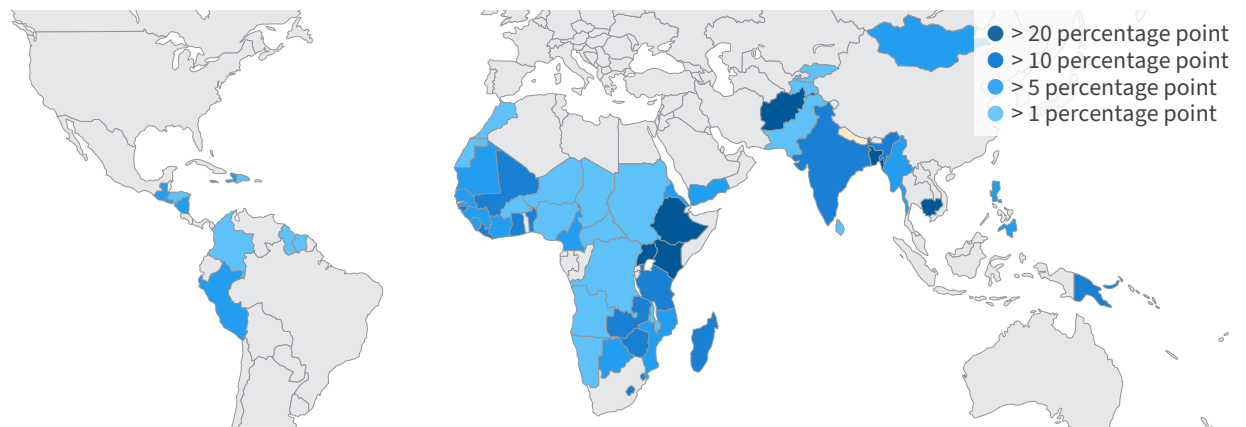 > 20 percentage point
> 10 percentage point
> 5 percentage point
> 1 percentage point